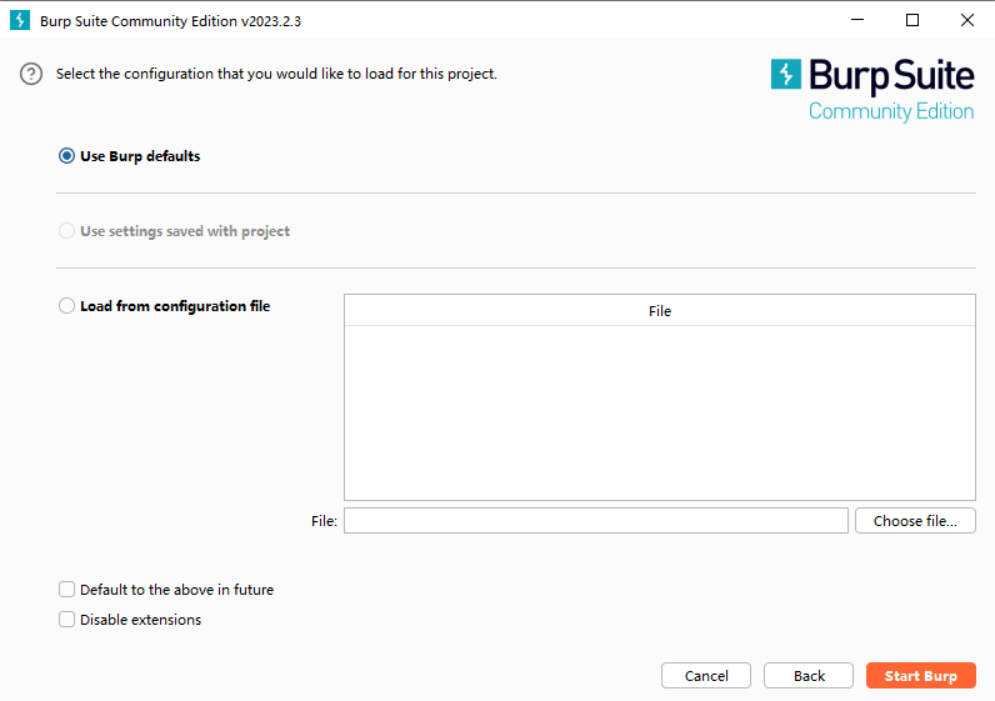 Burp Suite Community Edition v2023.2.3
Select the configuration that you would like to load for this project.
Burp Suite
Community Edition
Use Burp defaults
Use settings saved with project
Load from configuration file
File
File:
Choose file...
Default to the above in future
Disable extensions
Cancel
Back
Start Burp